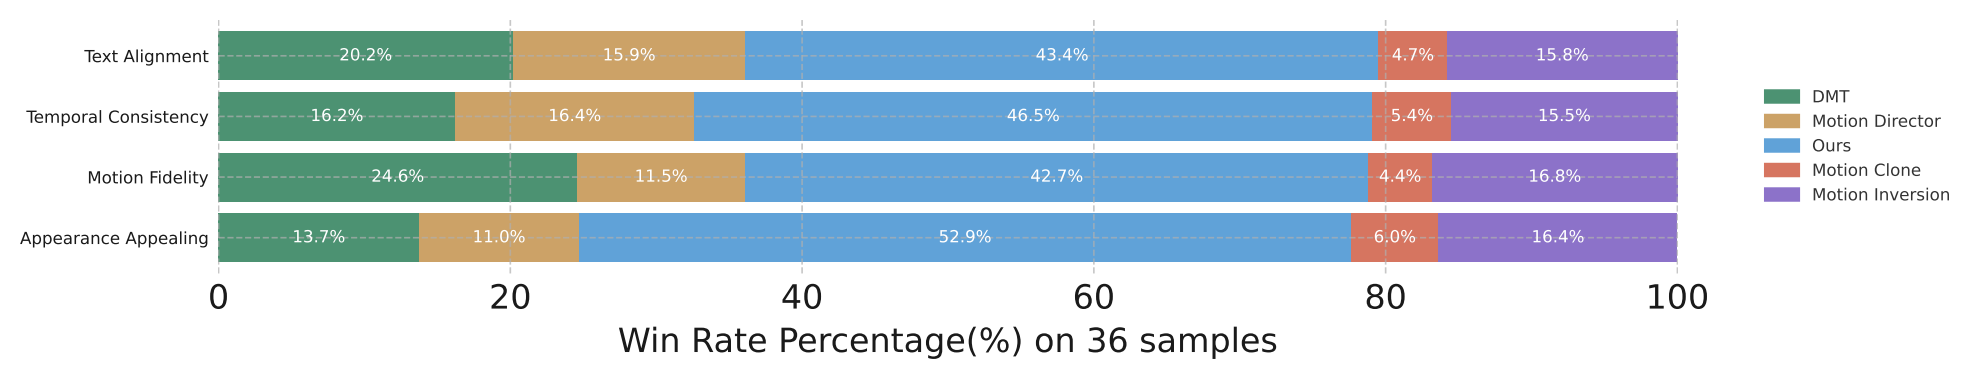 Text Alignment 20.2% 15.9% 43.4% 4.7% 15.8%
Temporal Consistency 16.2% 16.4% 46.5% 5.4% 15.5%
Motion Fidelity 24.6% 11.5% 42.7% 4.4% 16.8%
Appearance Appealing 13.7% 11.0% 52.9% 6.0% 16.4%
0 20 40 60 80 100
Win Rate Percentage(%) on 36 samples
DMT
Motion Director
Ours
Motion Clone
Motion Inversion